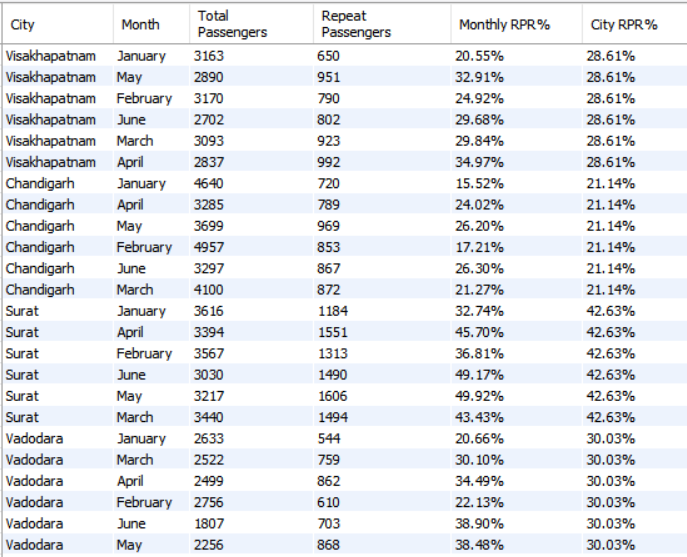 City Month Total Passengers Repeat Passengers Monthly RPR% City RPR%
Visakhapatnam January 3163 650 20.55% 28.61%
Visakhapatnam May 2890 951 32.91% 28.61%
Visakhapatnam February 3170 790 24.92% 28.61%
Visakhapatnam June 2702 802 29.68% 28.61%
Visakhapatnam March 3093 923 29.84% 28.61%
Visakhapatnam April 2837 992 34.97% 28.61%
Chandigarh January 4640 720 15.52% 21.14%
Chandigarh April 3285 789 24.02% 21.14%
Chandigarh May 3699 969 26.20% 21.14%
Chandigarh February 4957 853 17.21% 21.14%
Chandigarh June 3297 867 26.30% 21.14%
Chandigarh March 4100 872 21.27% 21.14%
Surat January 3616 1184 32.74% 42.63%
Surat April 3394 1551 45.70% 42.63%
Surat February 3567 1313 36.81% 42.63%
Surat June 3030 1490 49.17% 42.63%
Surat May 3217 1606 49.92% 42.63%
Surat March 3440 1494 43.43% 42.63%
Vadodara January 2633 544 20.66% 30.03%
Vadodara March 2522 759 30.10% 30.03%
Vadodara April 2499 862 34.49% 30.03%
Vadodara February 2756 610 22.13% 30.03%
Vadodara June 1807 703 38.90% 30.03%
Vadodara May 2256 868 38.48% 30.03%